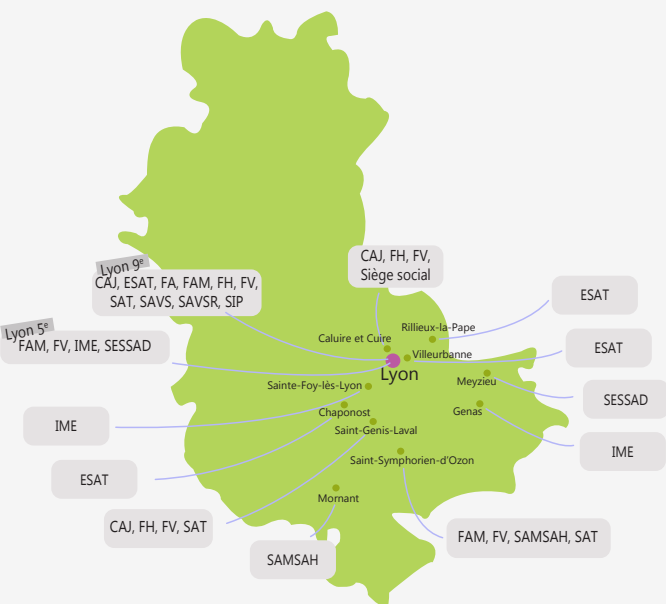 CAJ, FH, FV,
Siège social
Lyon 9e
CAJ, ESAT, FA, FAM, FH, FV,
SAT, SAVS, SAVSR, SIP
ESAT
Lyon 5e
FAM, FV, IME, SESSAD
Rillieux-la-Pape
Caluire et Cuire
Villeurbanne
ESAT
Lyon
Meyzieu
Sainte-Foy-lès-Lyon
SESSAD
Chaponost
Genas
IME
Saint-Genis-Laval
IME
Saint-Symphorien-d'Ozon
ESAT
Mornant
CAJ, FH, FV, SAT
FAM, FV, SAMSAH, SAT
SAMSAH